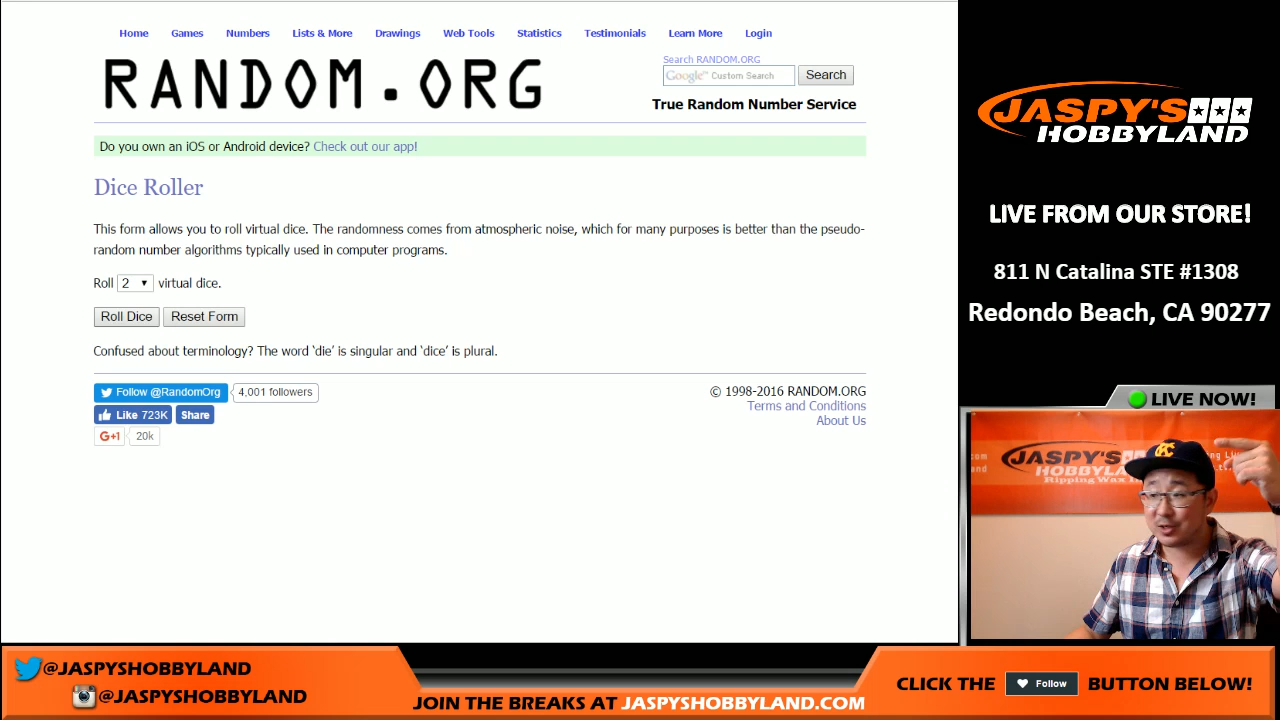 Home Games Numbers Lists & More Drawings Web Tools Statistics Testimonials Learn More Login
RANDOM.ORG
Search RANDOM.ORG
Google™ Custom Search Search
True Random Number Service
Do you own an iOS or Android device? Check out our app!
Dice Roller
This form allows you to roll virtual dice. The randomness comes from atmospheric noise, which for many purposes is better than the pseudo-
random number algorithms typically used in computer programs.
Roll 2 virtual dice.
Roll Dice Reset Form
Confused about terminology? The word ‘die’ is singular and ‘dice’ is plural.
Follow @RandomOrg 4,001 followers
Like 723K Share
G+1 20k
© 1998-2016 RANDOM.ORG
Terms and Conditions
About Us
JASPY'S
HOBBYLAND
LIVE FROM OUR STORE!
811 N Catalina STE #1308
Redondo Beach, CA 90277
LIVE NOW!
JASPY'S
HOBBYLAND
Ripping Wax
@JASPYSHOBBYLAND
@JASPYSHOBBYLAND
JOIN THE BREAKS AT JASPYSHOBBYLAND.COM
CLICK THE Follow BUTTON BELOW!